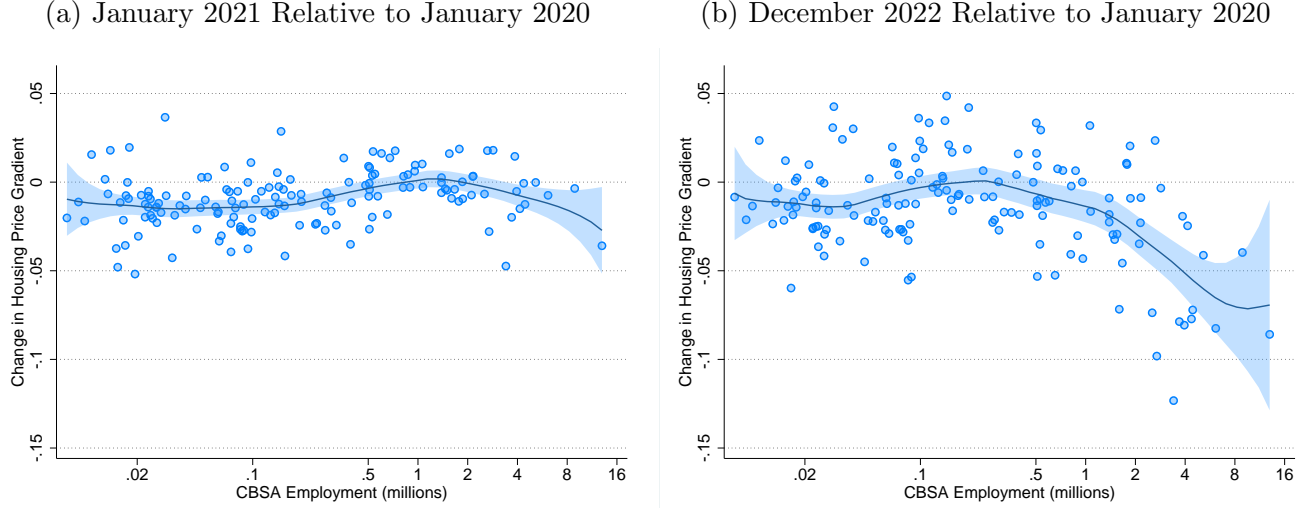 (a) January 2021 Relative to January 2020
Change in Housing Price Gradient
.05
0
-.05
-.1
-.15
.02 .1 .5 1 2 4 8 16
CBSA Employment (millions)
(b) December 2022 Relative to January 2020
Change in Housing Price Gradient
.05
0
-.05
-.1
-.15
.02 .1 .5 1 2 4 8 16
CBSA Employment (millions)